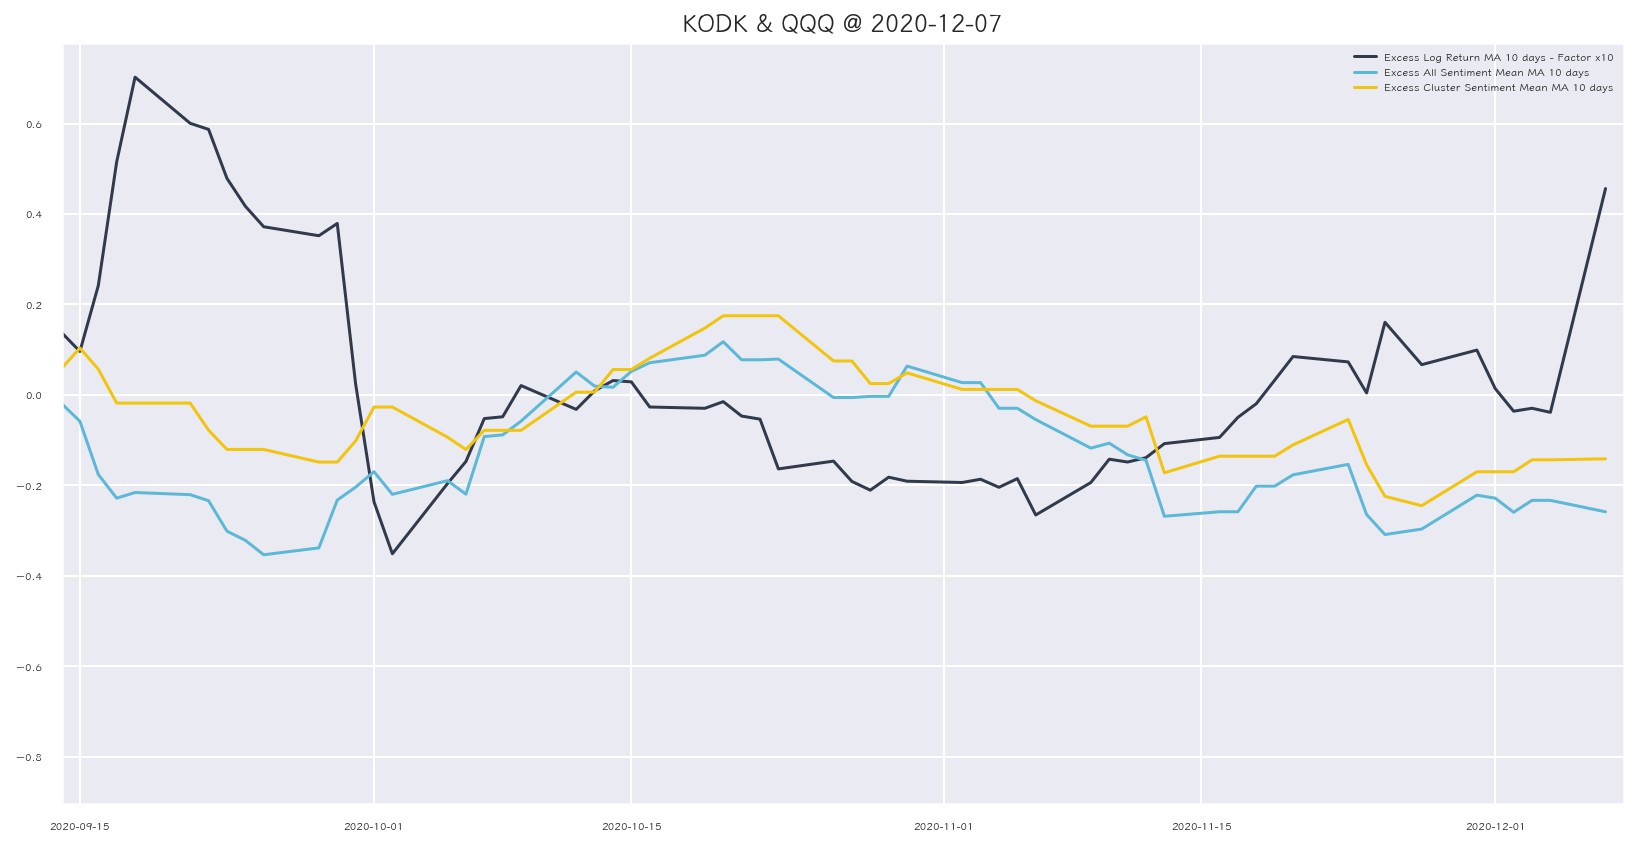 KODK & QQQ @ 2020-12-07
Excess Log Return MA 10 days - Factor x10
Excess All Sentiment Mean MA 10 days
Excess Cluster Sentiment Mean MA 10 days
0.6
0.4
0.2
0.0
−0.2
−0.4
−0.6
−0.8
2020-09-15 2020-10-01 2020-10-15 2020-11-01 2020-11-15 2020-12-01